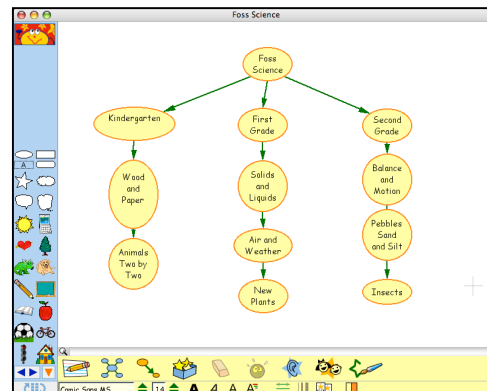 Foss Science
Foss
Science
Kindergarten
First
Grade
Second
Grade
Wood
and
Paper
Solids
and
Liquids
Balance
and
Motion
Animals
Two by
Two
Air and
Weather
Pebbles
Sand
and Silt
New
Plants
Insects
A
Comic Sans MS
14
A A A A